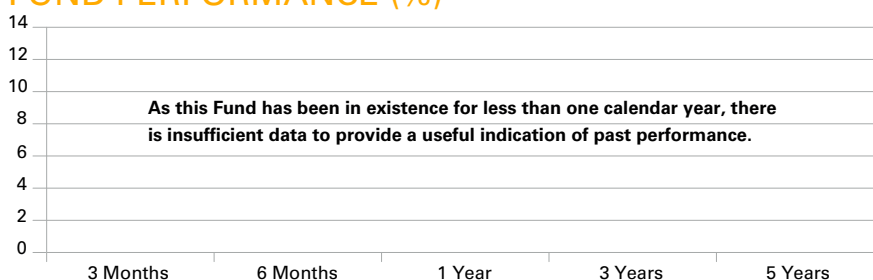 FUND PERFORMANCE (%)
14
12
10
8
6
4
2
0
As this Fund has been in existence for less than one calendar year, there
is insufficient data to provide a useful indication of past performance.
3 Months 6 Months 1 Year 3 Years 5 Years